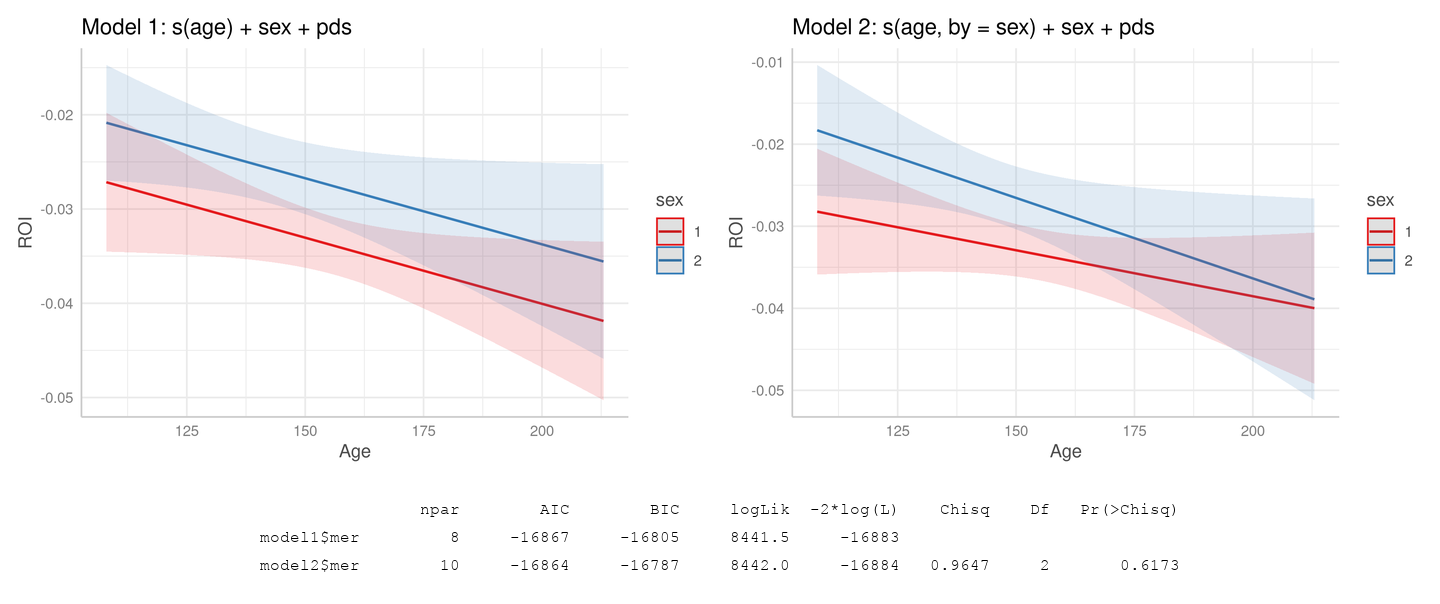 Model 1: s(age) + sex + pds
-0.02
-0.03
-0.04
-0.05
ROI
125 150 175 200
Age
sex
1
2
Model 2: s(age, by = sex) + sex + pds
-0.01
-0.02
-0.03
-0.04
-0.05
ROI
125 150 175 200
Age
sex
1
2
npar AIC BIC logLik -2*log(L) Chisq Df Pr(>Chisq)
model1$mer 8 -16867 -16805 8441.5 -16883
model2$mer 10 -16864 -16787 8442.0 -16884 0.9647 2 0.6173